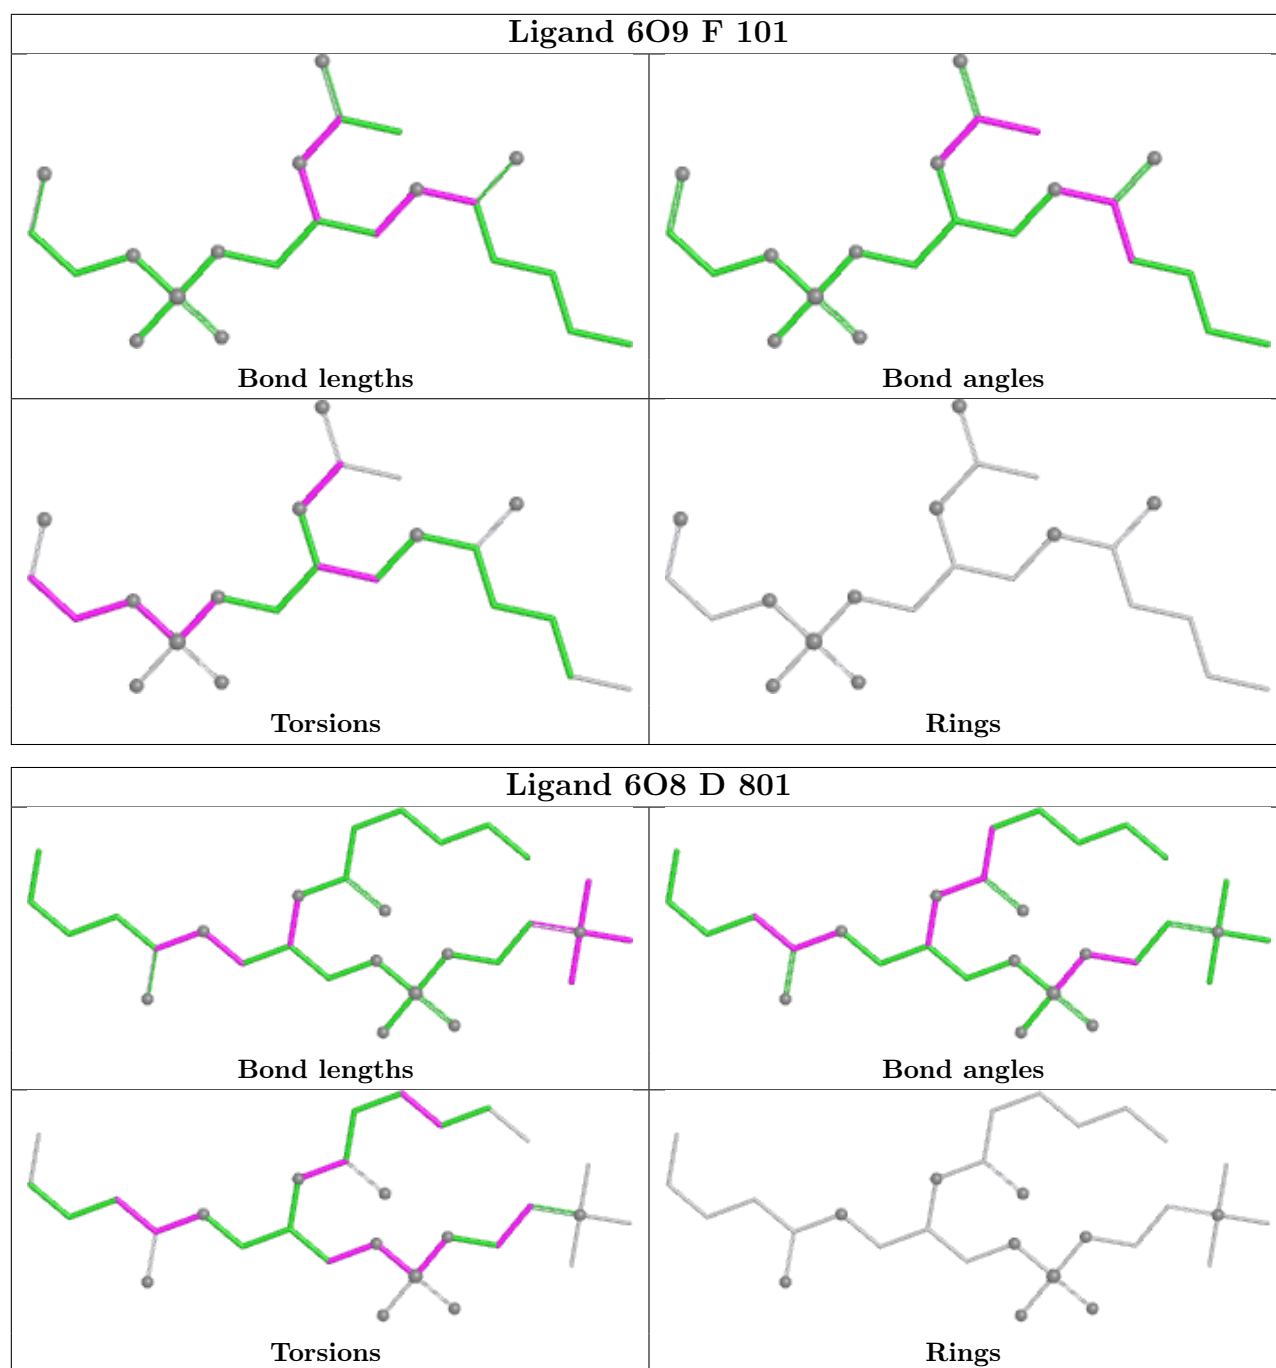 Ligand 6O9 F 101
Bond lengths
Bond angles
Torsions
Rings
Ligand 6O8 D 801
Bond lengths
Bond angles
Torsions
Rings